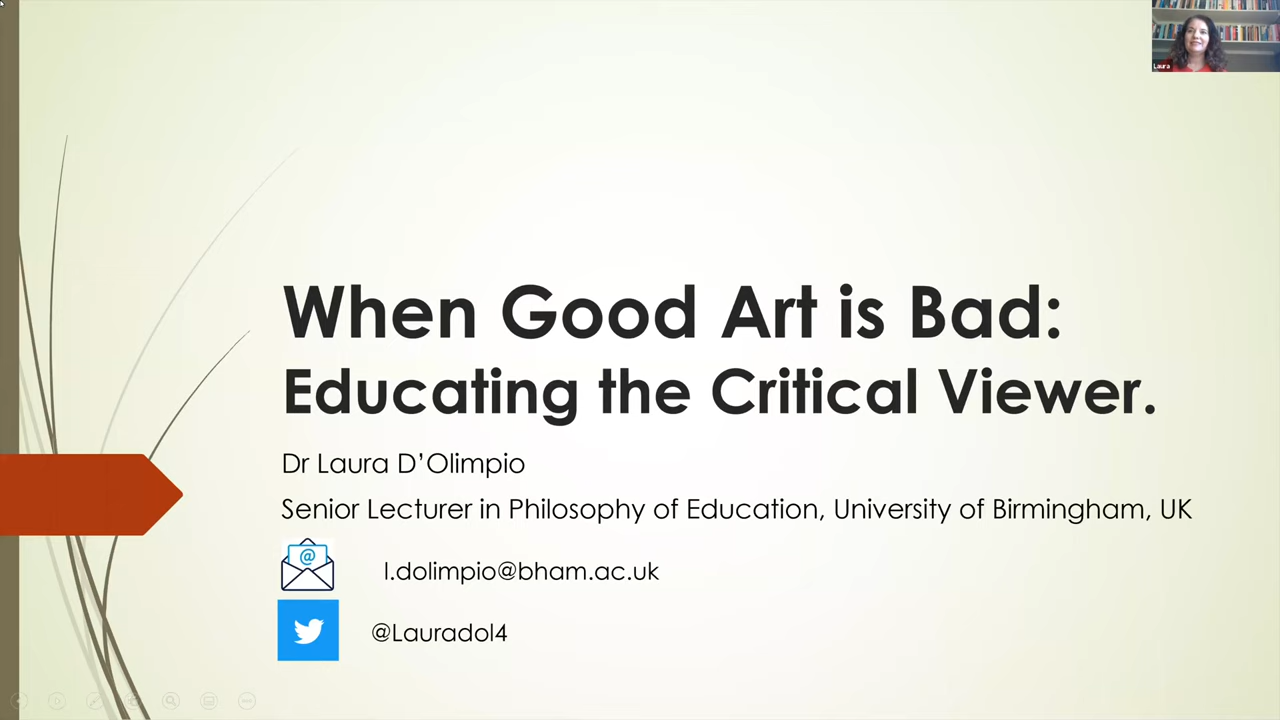 Laura
When Good Art is Bad:
Educating the Critical Viewer.
Dr Laura D'Olimpio
Senior Lecturer in Philosophy of Education, University of Birmingham, UK
@
l.dolimpio@bham.ac.uk
@Lauradol4